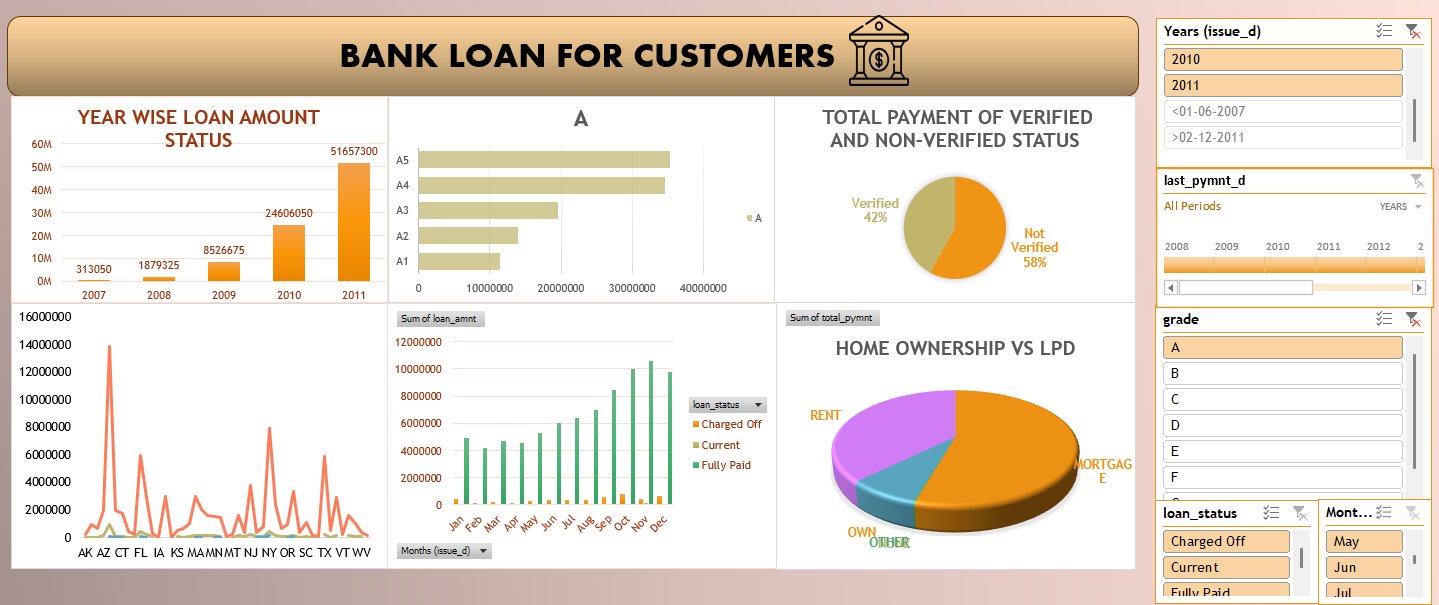 BANK LOAN FOR CUSTOMERS
YEAR WISE LOAN AMOUNT
STATUS
60M
50M
40M
30M
20M
10M
0M
313050
1879325
8526675
24606050
51657300
2007 2008 2009 2010 2011
A
A5
A4
A3
A2
A1
0 10000000 20000000 30000000 40000000
A
TOTAL PAYMENT OF VERIFIED
AND NON-VERIFIED STATUS
Verified
42%
Not
Verified
58%
16000000
14000000
12000000
10000000
8000000
6000000
4000000
2000000
0
AK AZ CT FL IA KS MA MN MT NJ NY OR SC TX VT WV
Sum of loan_amnt
12000000
10000000
8000000
6000000
4000000
2000000
0
Jan Feb Mar Apr May Jun Jul Aug Sep Oct Nov Dec
loan_status
Charged Off
Current
Fully Paid
Months (issue_d)
Sum of total_pymnt
HOME OWNERSHIP VS LPD
RENT
MORTGAG
E
OWN
OTHER
Years (issue_d)
2010
2011
<01-06-2007
>02-12-2011
last_pymnt_d
All Periods YEARS
2008 2009 2010 2011 2012 2
grade
A
B
C
D
E
F
loan_status
Charged Off
Current
Fully Paid
Mont...
May
Jun
Jul